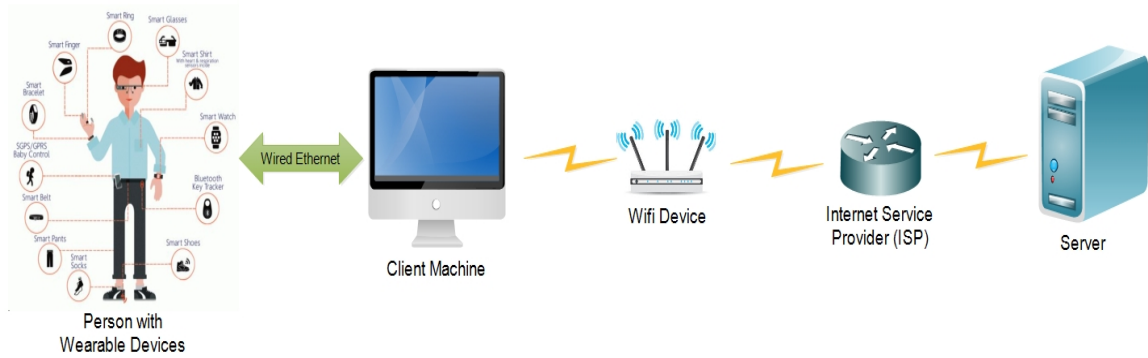 Smart Ring
Smart Glasses
Smart Finger
Smart Shirt
Smart
Bracelet
Smart Watch
SGPS/GPRS
Baby Control
Bluetooth
Key Tracker
Smart Belt
Smart Pants
Smart Shoes
Smart
Socks
Person with
Wearable Devices
Wired Ethernet
Client Machine
Wifi Device
Internet Service
Provider (ISP)
Server